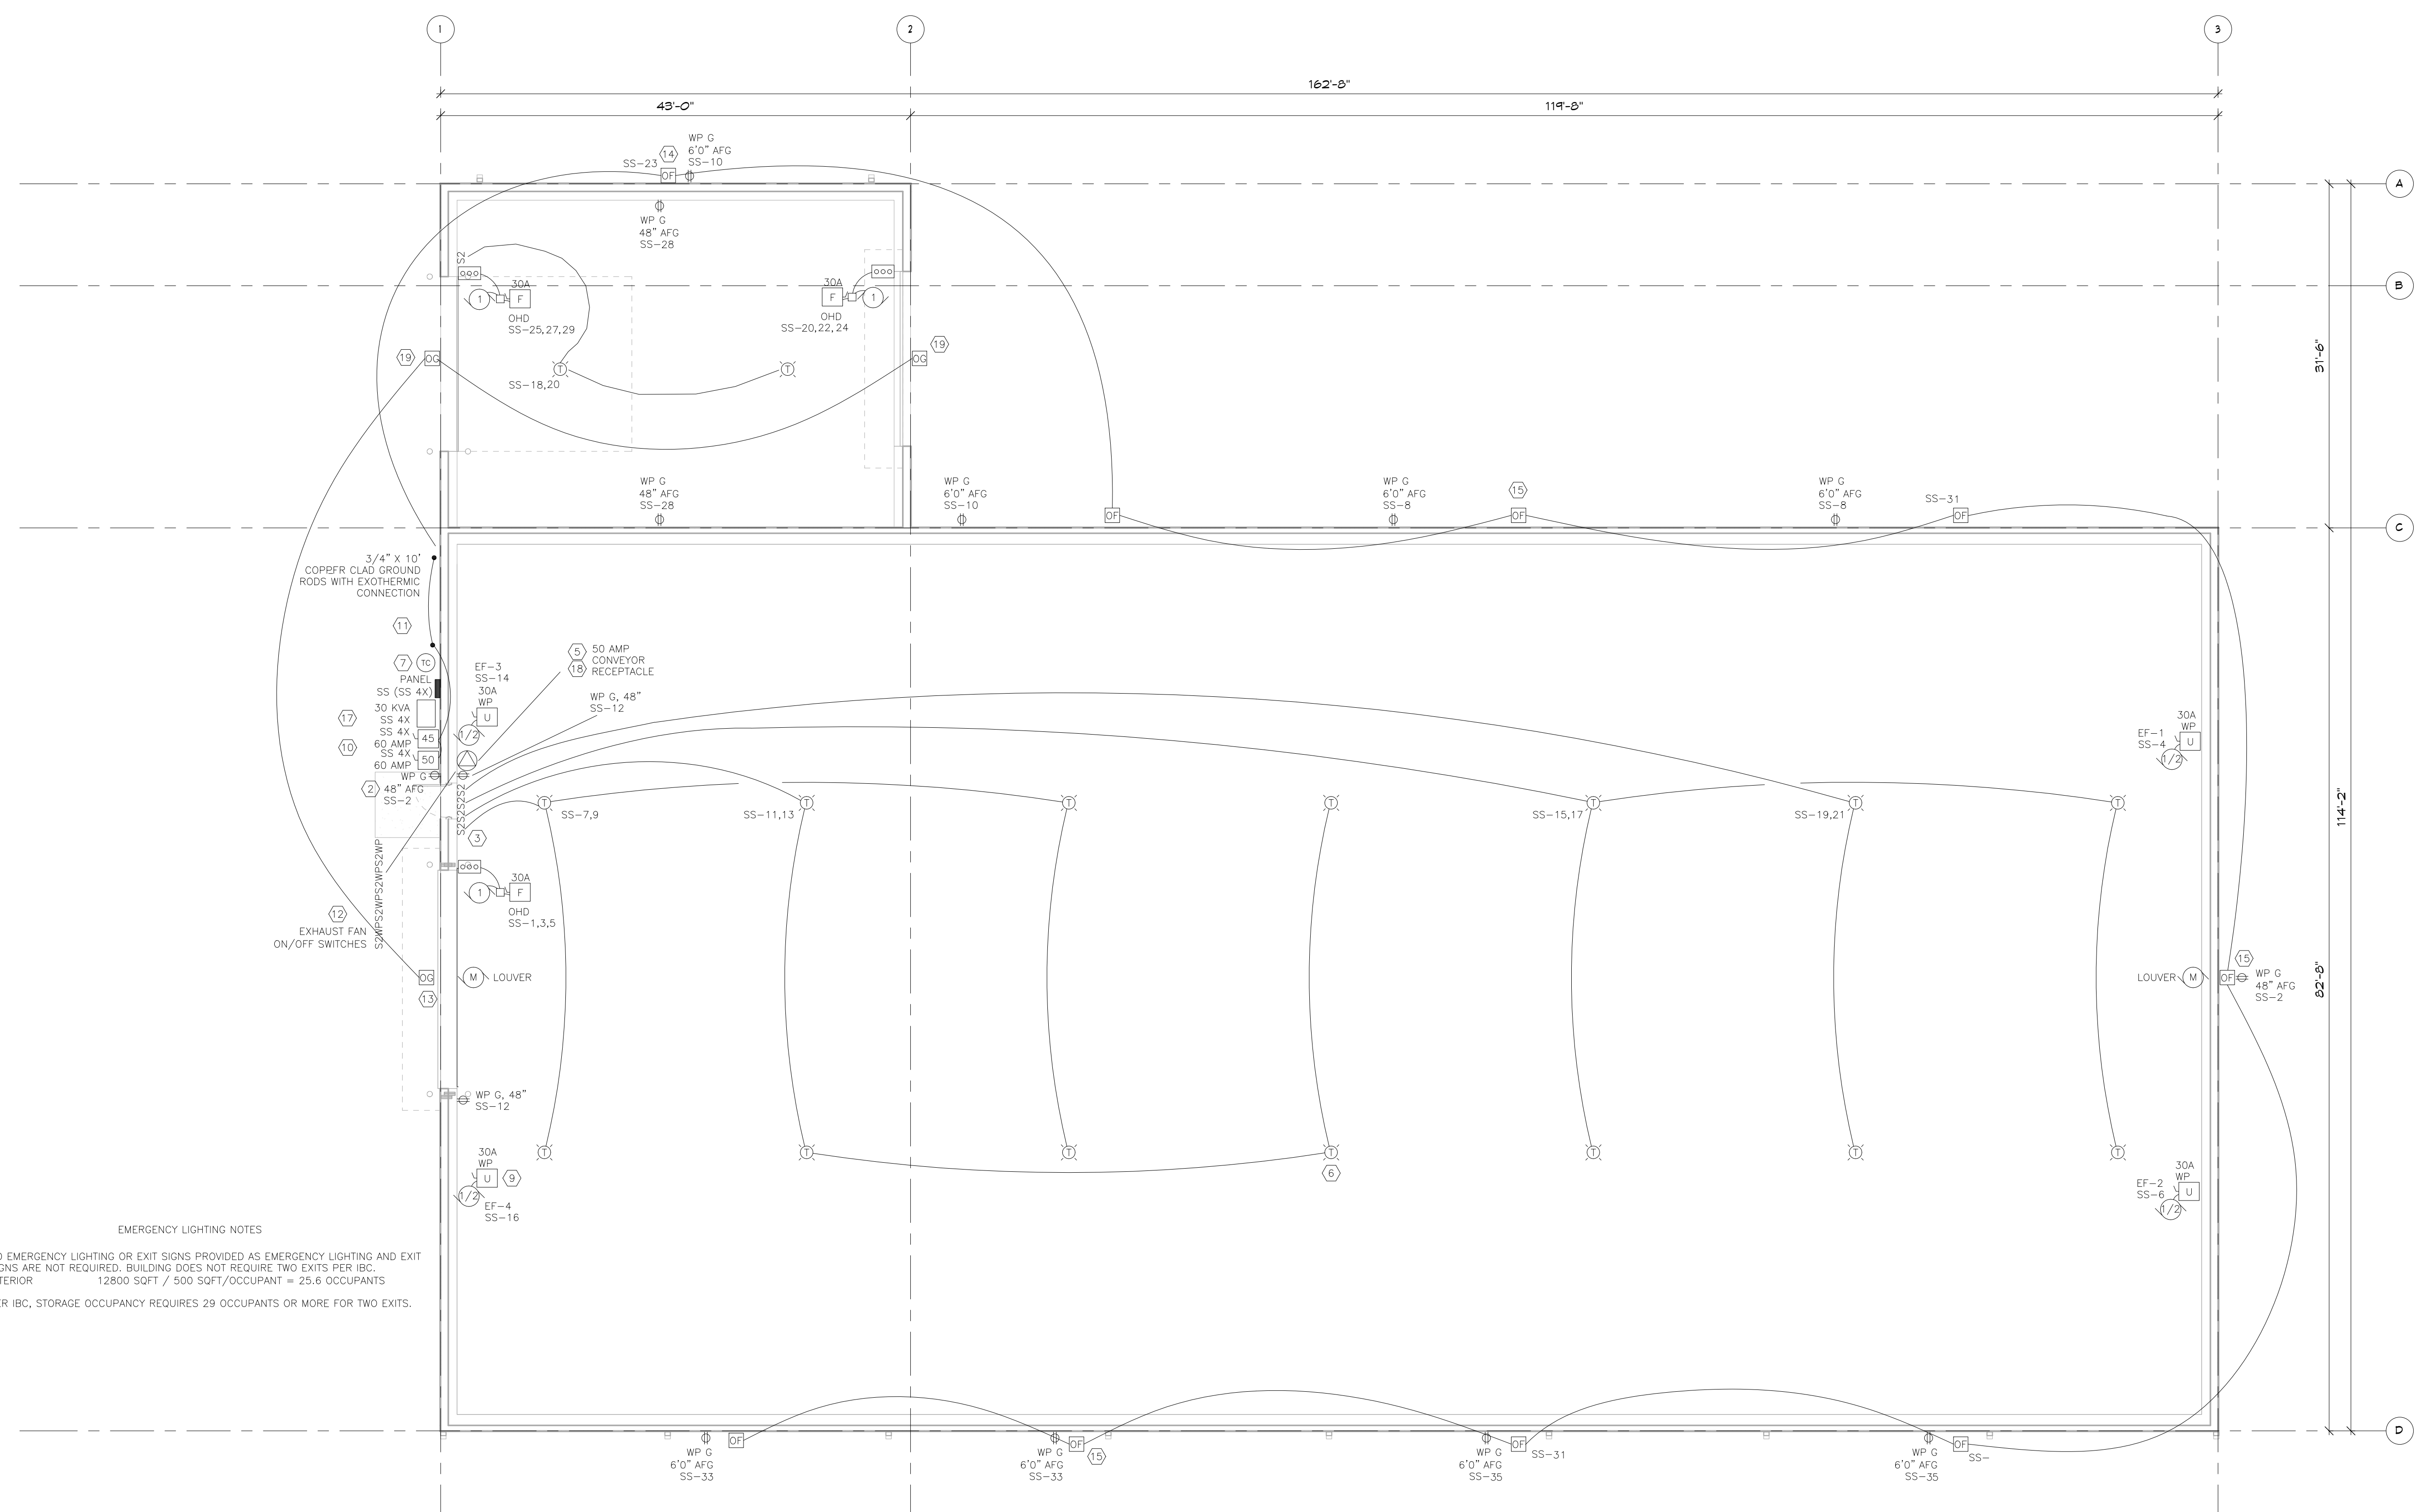 1
2
3
162'-8"
43'-0"
119'-8"
WP G
6'0" AFG
SS-10
14
SS-23
OF
A
WP G
48" AFG
SS-28
S2
30A
F
1
OHD
SS-25,27,29
30A
F
1
OHD
SS-20,22,24
B
19
OG
OG
19
31'-6"
T
T
SS-18,20
WP G
48" AFG
SS-28
WP G
6'0" AFG
SS-10
OF
WP G
6'0" AFG
SS-8
15
OF
WP G
6'0" AFG
SS-8
SS-31
OF
C
3/4" X 10'
COPPER CLAD GROUND
RODS WITH EXOTHERMIC
CONNECTION
11
7
TC
PANEL
SS (SS 4X)
17
30 KVA
SS 4X
SS 4X
60 AMP
45
10
SS 4X
60 AMP
50
WP G
2
48" AFG
SS-2
EF-3
SS-14
30A
WP
U
1/2
5
18
50 AMP
CONVEYOR
RECEPTACLE
WP G, 48"
SS-12
30A
WP
U
EF-1
SS-4
1/2
S2S2S2S2
3
T
T
T
T
T
T
T
SS-7,9
SS-11,13
SS-15,17
SS-19,21
114'-2"
S2WPS2WPS2WPS2WP
30A
F
1
OHD
SS-1,3,5
12
EXHAUST FAN
ON/OFF SWITCHES
OG
13
M
LOUVER
LOUVER
M
OF
15
WP G
48" AFG
SS-2
82'-8"
WP G, 48"
SS-12
T
T
T
T
T
T
T
6
30A
WP
U
9
1/2
EF-4
SS-16
30A
WP
U
EF-2
SS-6
1/2
EMERGENCY LIGHTING NOTES
EMERGENCY LIGHTING OR EXIT SIGNS PROVIDED AS EMERGENCY LIGHTING AND EXIT
GNS ARE NOT REQUIRED. BUILDING DOES NOT REQUIRE TWO EXITS PER IBC.
TERIOR 12800 SQFT / 500 SQFT/OCCUPANT = 25.6 OCCUPANTS
ER IBC, STORAGE OCCUPANCY REQUIRES 29 OCCUPANTS OR MORE FOR TWO EXITS.
D
WP G
6'0" AFG
SS-33
OF
WP G
6'0" AFG
SS-33
OF
15
WP G
6'0" AFG
SS-35
OF
SS-31
WP G
6'0" AFG
SS-35
OF
SS-